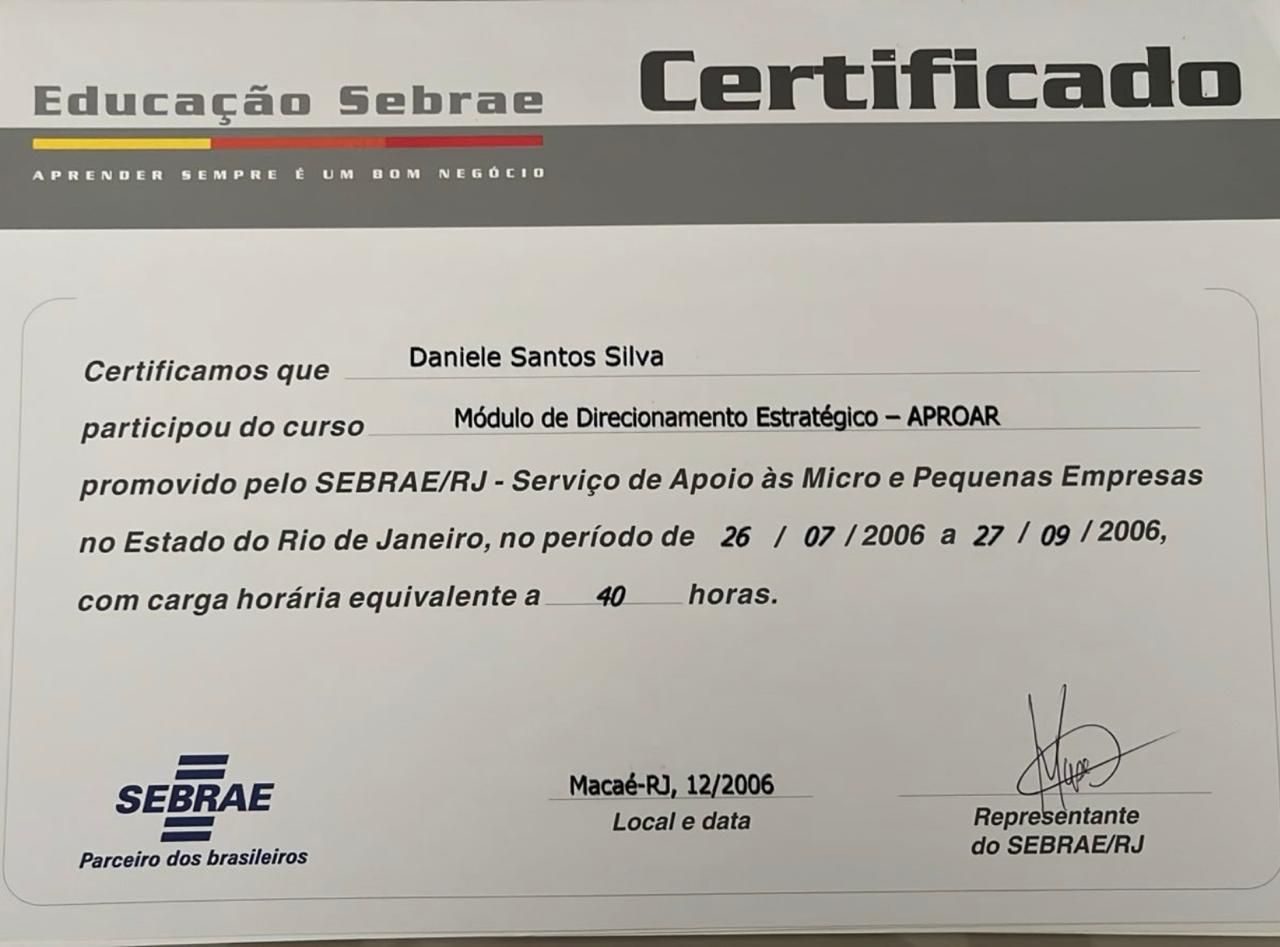 Educação Sebrae
Certificado
APRENDER SEMPRE É UM BOM NEGÓCIO
Certificamos que Daniele Santos Silva
participou do curso Módulo de Direcionamento Estratégico – APROAR
promovido pelo SEBRAE/RJ - Serviço de Apoio às Micro e Pequenas Empresas
no Estado do Rio de Janeiro, no período de 26 / 07 / 2006 a 27 / 09 / 2006,
com carga horária equivalente a 40 horas.
SEBRAE
Parceiro dos brasileiros
Macaé-RJ, 12/2006
Local e data
Representante
do SEBRAE/RJ